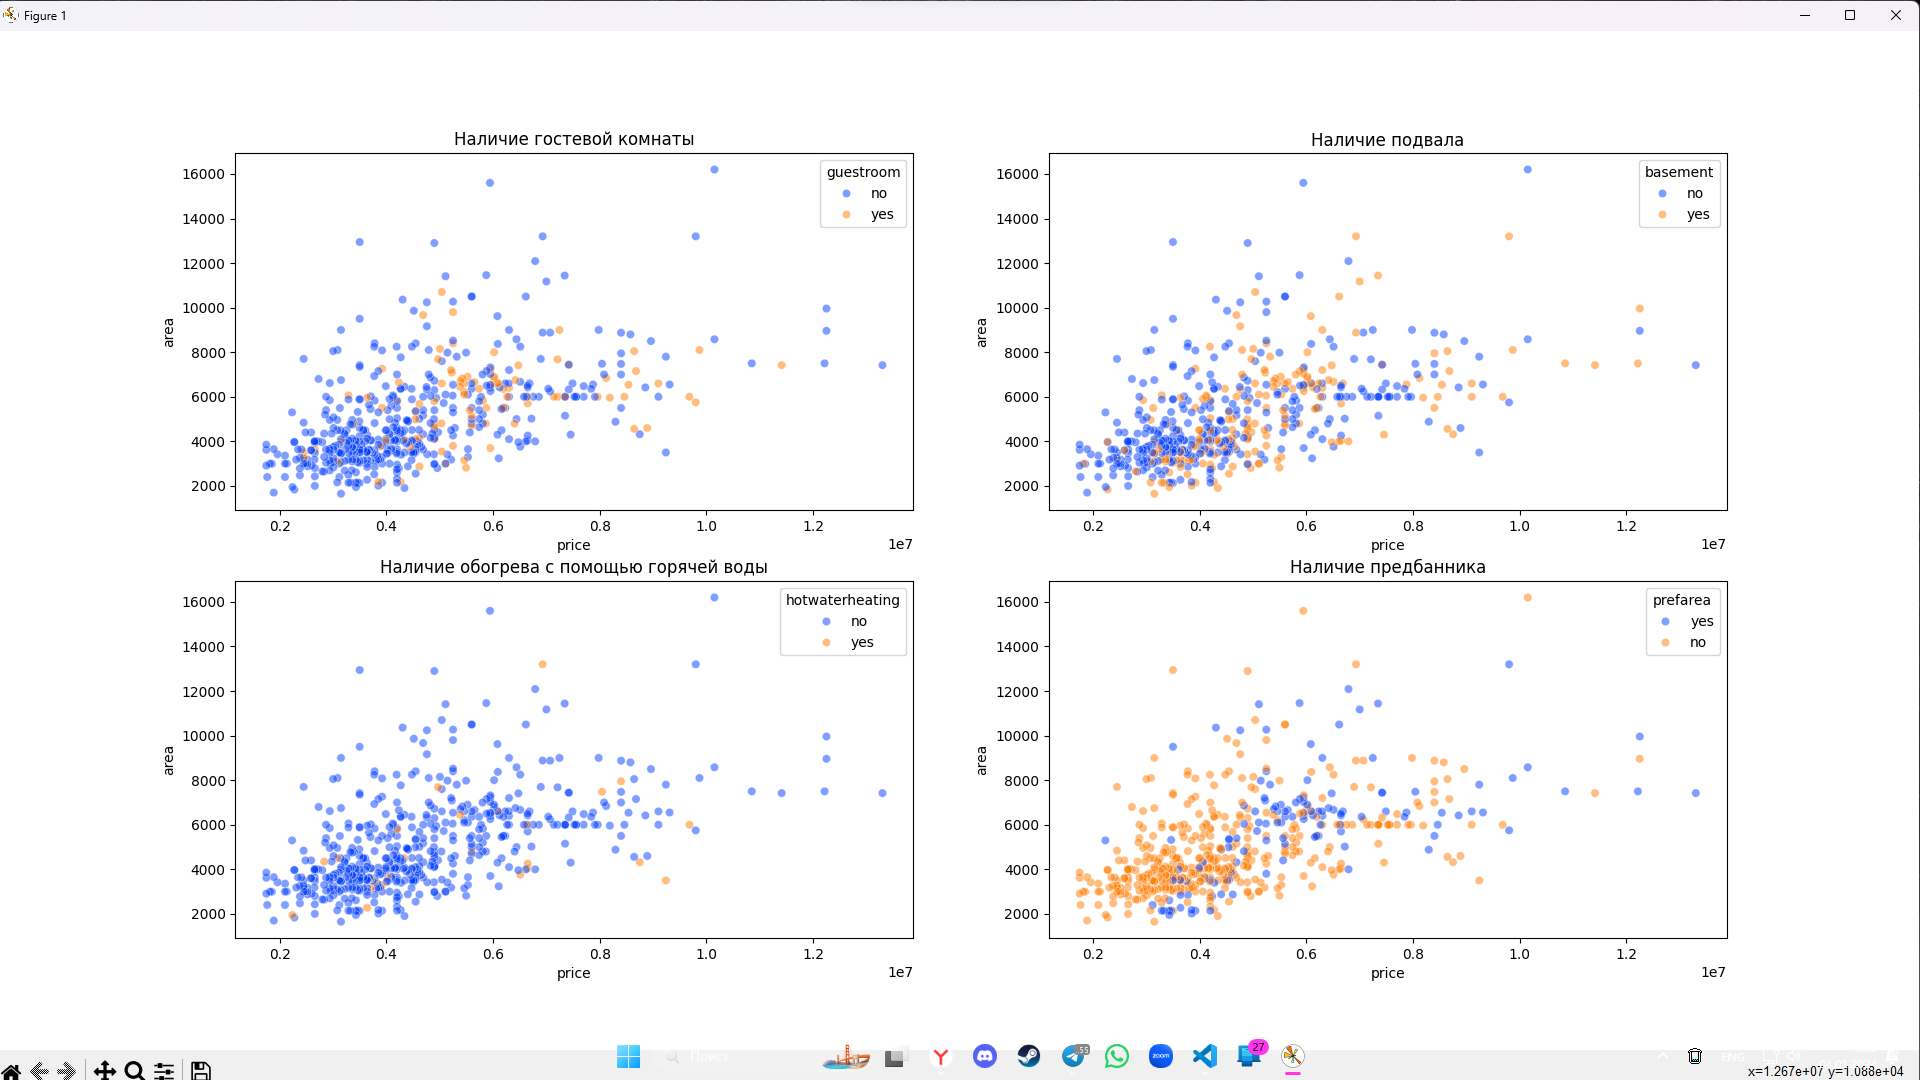 Figure 1
Наличие гостевой комнаты
16000
14000
12000
10000
8000
6000
4000
2000
area
guestroom
no
yes
0.2
0.4
0.6
0.8
1.0
1.2
1e7
price
Наличие подвала
16000
14000
12000
10000
8000
6000
4000
2000
area
basement
no
yes
0.2
0.4
0.6
0.8
1.0
1.2
1e7
price
Наличие обогрева с помощью горячей воды
16000
14000
12000
10000
8000
6000
4000
2000
area
hotwaterheating
no
yes
0.2
0.4
0.6
0.8
1.0
1.2
1e7
price
Наличие предбанника
16000
14000
12000
10000
8000
6000
4000
2000
area
prefarea
yes
no
0.2
0.4
0.6
0.8
1.0
1.2
1e7
price
Поиск
zoom
27
ENG
x=1.267e+07 y=1.088e+04